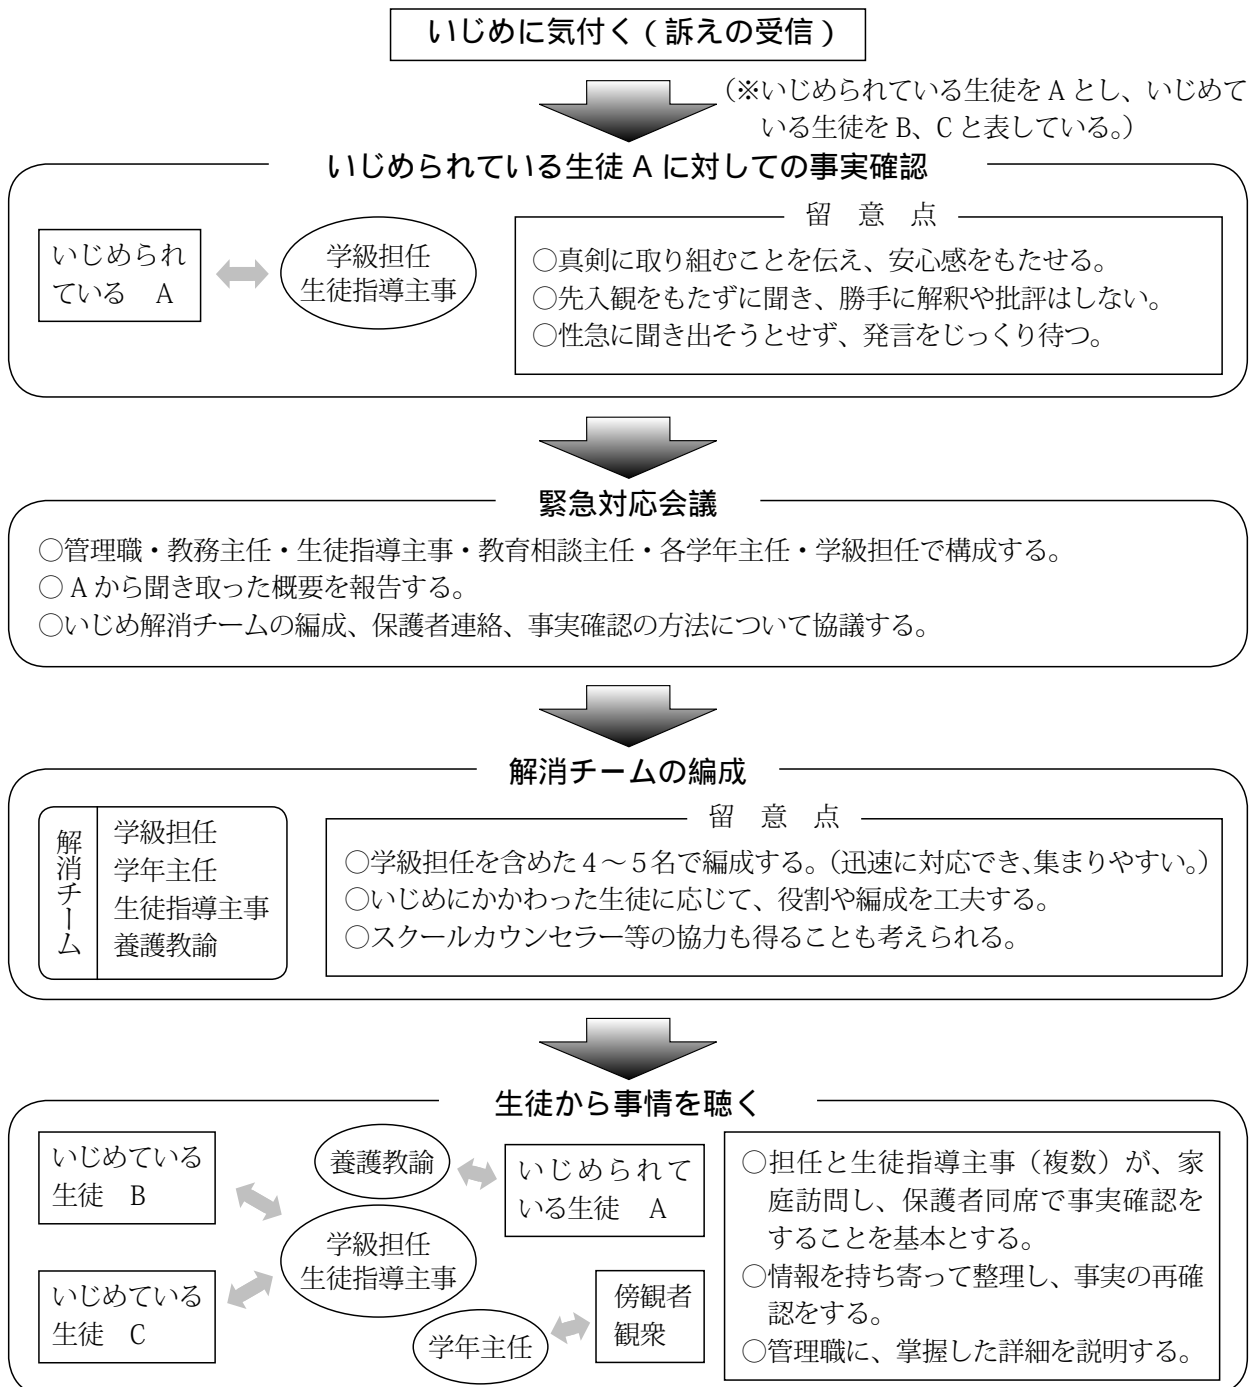 いじめに気付く（訴えの受信）
（※いじめられている生徒を A とし、いじめて
いる生徒を B、C と表している。）
いじめられている生徒 A に対しての事実確認
いじめられ
ている　A
学級担任
生徒指導主事
留　意　点
○真剣に取り組むことを伝え、安心感をもたせる。
○先入観をもたずに聞き、勝手に解釈や批評はしない。
○性急に聞き出そうとせず、発言をじっくり待つ。
緊急対応会議
○管理職・教務主任・生徒指導主事・教育相談主任・各学年主任・学級担任で構成する。
○ A から聞き取った概要を報告する。
○いじめ解消チームの編成、保護者連絡、事実確認の方法について協議する。
解消チームの編成
解消チーム
学級担任
学年主任
生徒指導主事
養護教諭
留　意　点
○学級担任を含めた４～５名で編成する。（迅速に対応でき、集まりやすい。）
○いじめにかかわった生徒に応じて、役割や編成を工夫する。
○スクールカウンセラー等の協力も得ることも考えられる。
生徒から事情を聴く
いじめている
生徒　B
いじめている
生徒　C
養護教諭
学級担任
生徒指導主事
学年主任
いじめられて
いる生徒　A
傍観者
観衆
○担任と生徒指導主事（複数）が、家
庭訪問し、保護者同席で事実確認を
することを基本とする。
○情報を持ち寄って整理し、事実の再確
認をする。
○管理職に、掌握した詳細を説明する。